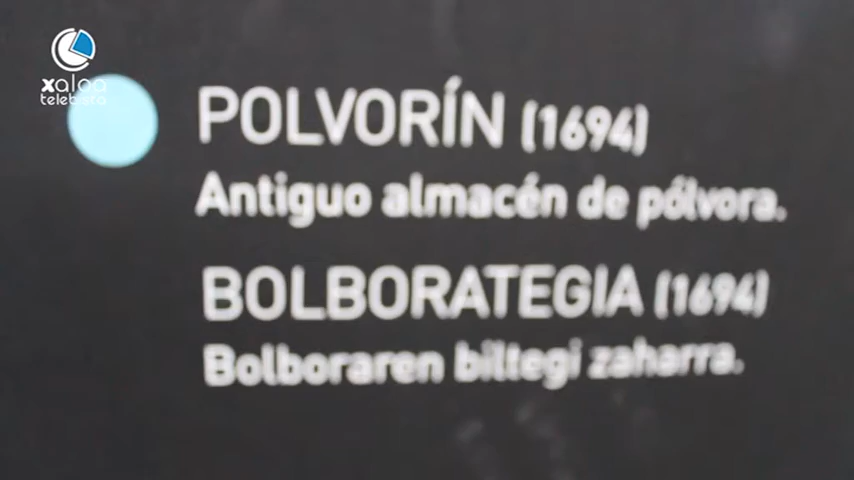 xaloa
telebista
POLVORÍN (1694)
Antiguo almacén de pólvora.
BOLBORATEGIA (1694)
Bolboraren biltegi zaharra.